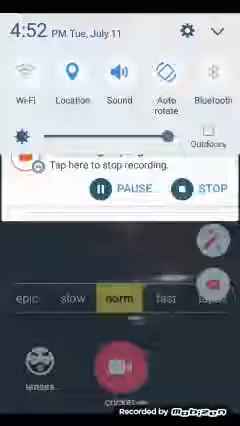 4:52 PM Tue, July 11
Wi-Fi Location Sound Auto rotate Bluetooth
Outdoors
Tap here to stop recording.
PAUSE STOP
epic slow norm fast
lenses
Recorded by Mobizen